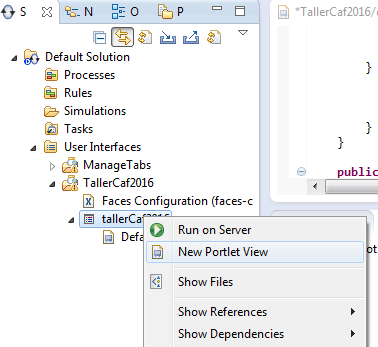 S
N
O
P
*TallerCaf2016/
Default Solution
Processes
Rules
Simulations
Tasks
User Interfaces
ManageTabs
TallerCaf2016
Faces Configuration (faces-c
tallerCaf2016
Defa
Run on Server
New Portlet View
Show Files
Show References
Show Dependencies
}
}
}
public